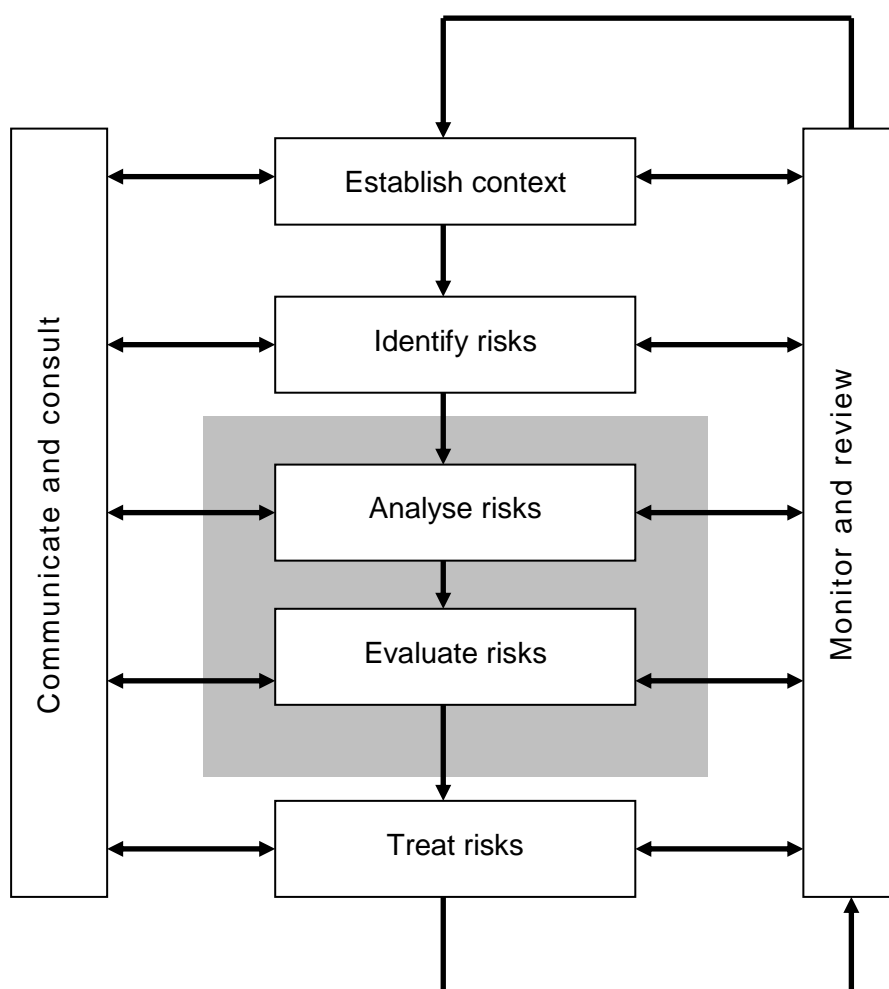 Establish context
Identify risks
Analyse risks
Evaluate risks
Treat risks
Communicate and consult
Monitor and review